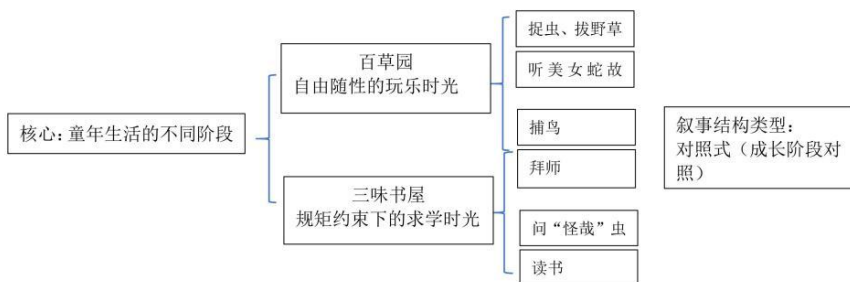 核心：童年生活的不同阶段
百草园
自由随性的玩乐时光
捉虫、拔野草
听美女蛇故
捕鸟
三味书屋
规矩约束下的求学时光
拜师
问“怪哉”虫
读书
叙事结构类型：
对照式（成长阶段对
照）